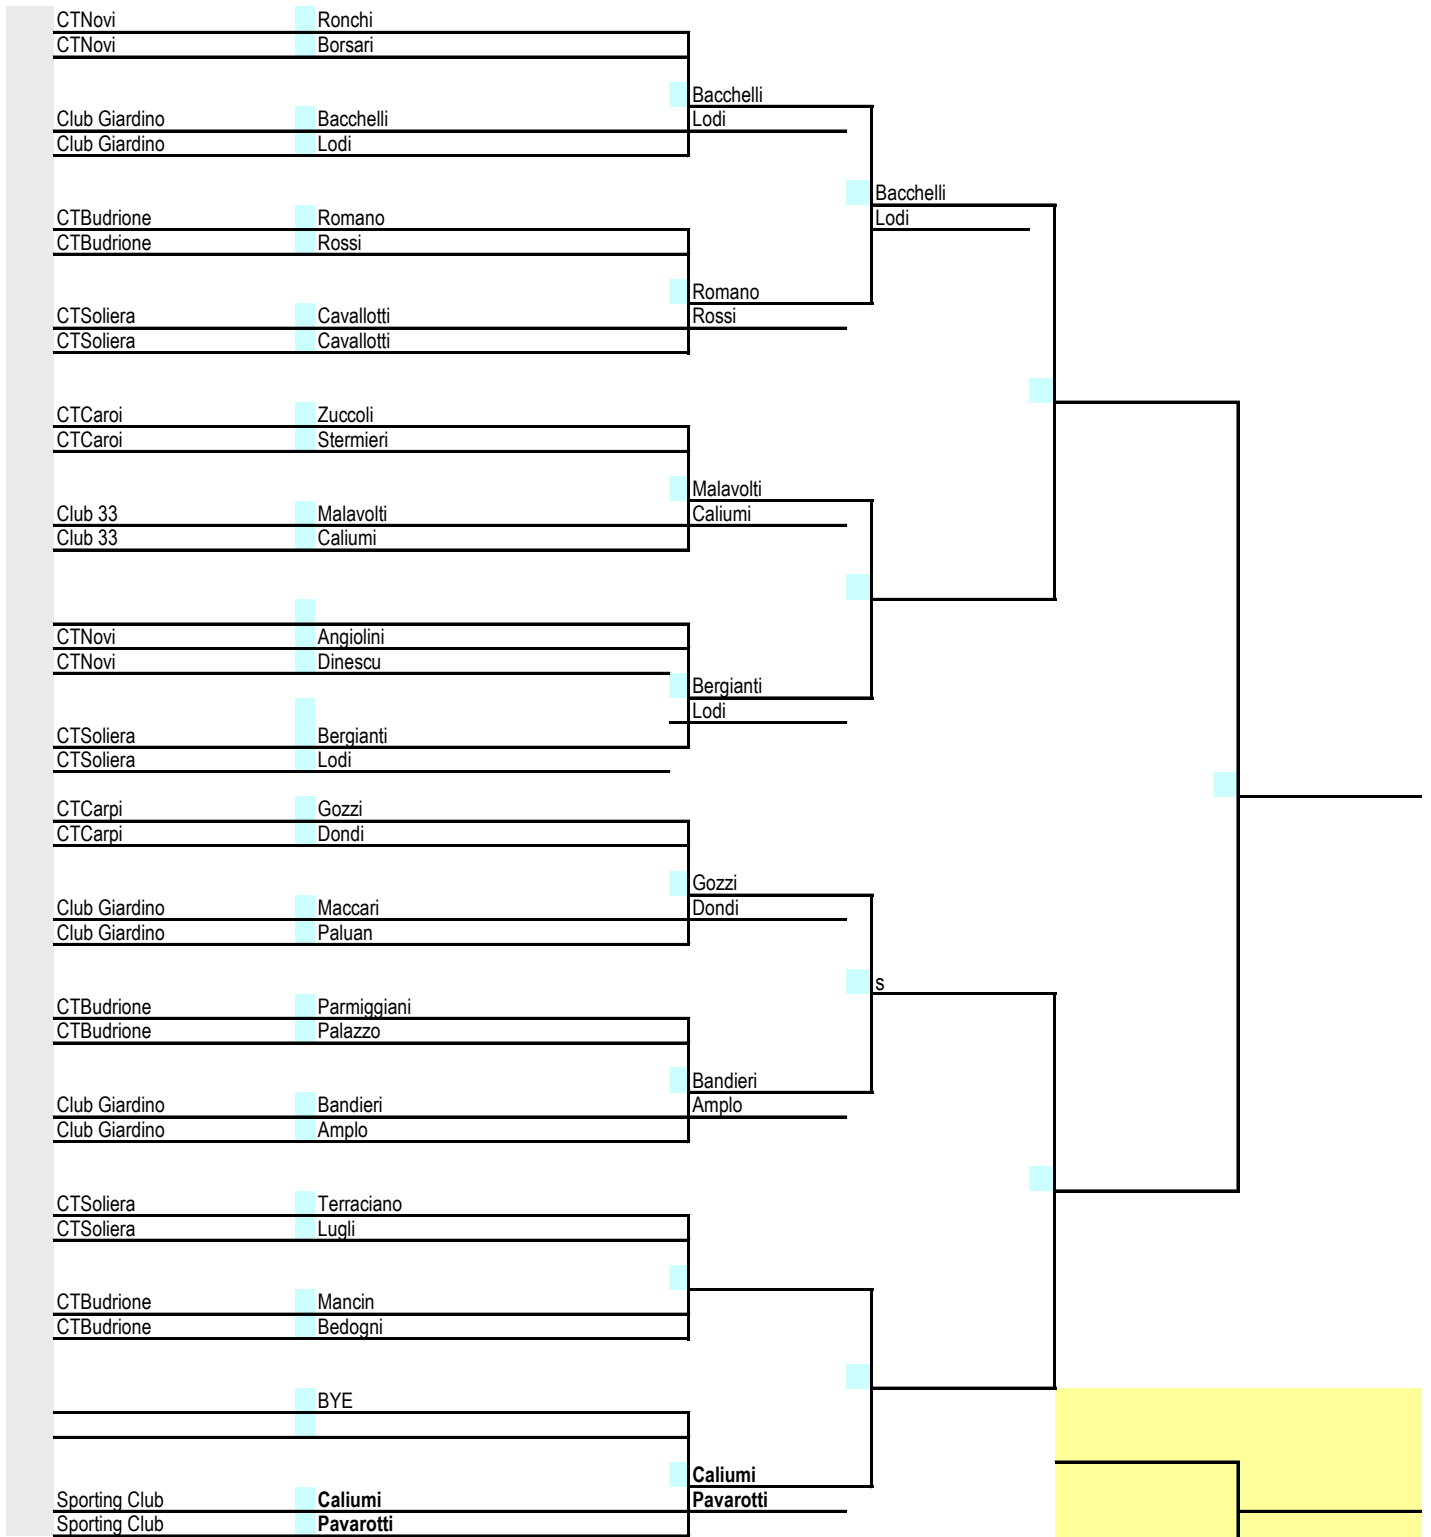 CTNovi Ronchi
CTNovi Borsari
Bacchelli
Club Giardino Bacchelli Lodi
Club Giardino Lodi
Bacchelli
CTBudrione Romano Lodi
CTBudrione Rossi
Romano
CTSoliera Cavallotti Rossi
CTSoliera Cavallotti
CTCaroi Zuccoli
CTCaroi Stermieri
Malavolti
Club 33 Malavolti Caliumi
Club 33 Caliumi
CTNovi Angiolini
CTNovi Dinescu
Bergianti
Lodi
CTSoliera Bergianti
CTSoliera Lodi
CTCarpi Gozzi
CTCarpi Dondi
Gozzi
Club Giardino Maccari Dondi
Club Giardino Paluan
s
CTBudrione Parmiggiani
CTBudrione Palazzo
Bandieri
Club Giardino Bandieri Amplo
Club Giardino Amplo
CTSoliera Terraciano
CTSoliera Lugli
CTBudrione Mancin
CTBudrione Bedogni
BYE
Caliumi
Sporting Club Caliumi Pavarotti
Sporting Club Pavarotti